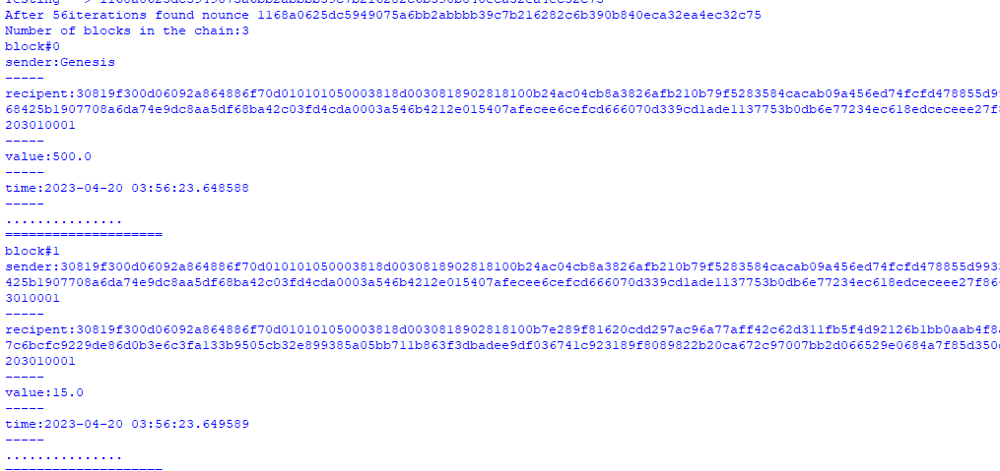 After 56iterations found nounce 1168a0625dc5949075a6bb2abbbb39c7b216282c6b390b840eca32ea4ec32c75
Number of blocks in the chain:3
block#0
sender:Genesis
-----
recipent:30819f300d06092a864886f70d010101050003818d0030818902818100b24ac04cb8a3826afb210b79f5283584cacab09a456ed74fcfd478855d9
68425b1907708a6da74e9dc8aa5df68ba42c03fd4cda0003a546b4212e015407afecee6cefcd666070d339cd1ade1137753b0db6e77234ec618edceceee27f
203010001
-----
value:500.0
-----
time:2023-04-20 03:56:23.648588
-----
...............
====================
block#1
sender:30819f300d06092a864886f70d010101050003818d0030818902818100b24ac04cb8a3826afb210b79f5283584cacab09a456ed74fcfd478855d993
425b1907708a6da74e9dc8aa5df68ba42c03fd4cda0003a546b4212e015407afecee6cefcd666070d339cd1ade1137753b0db6e77234ec618edceceee27f86
3010001
-----
recipent:30819f300d06092a864886f70d010101050003818d0030818902818100b7e289f81620cdd297ac96a77aff42c62d311fb5f4d92126b1bb0aab4f8
7c6bcfc9229de86d0b3e6c3fa133b9505cb32e899385a05bb711b863f3dbadee9df036741c923189f8089822b20ca672c97007bb2d066529e0684a7f85d350
203010001
-----
value:15.0
-----
time:2023-04-20 03:56:23.649589
-----
...............
====================